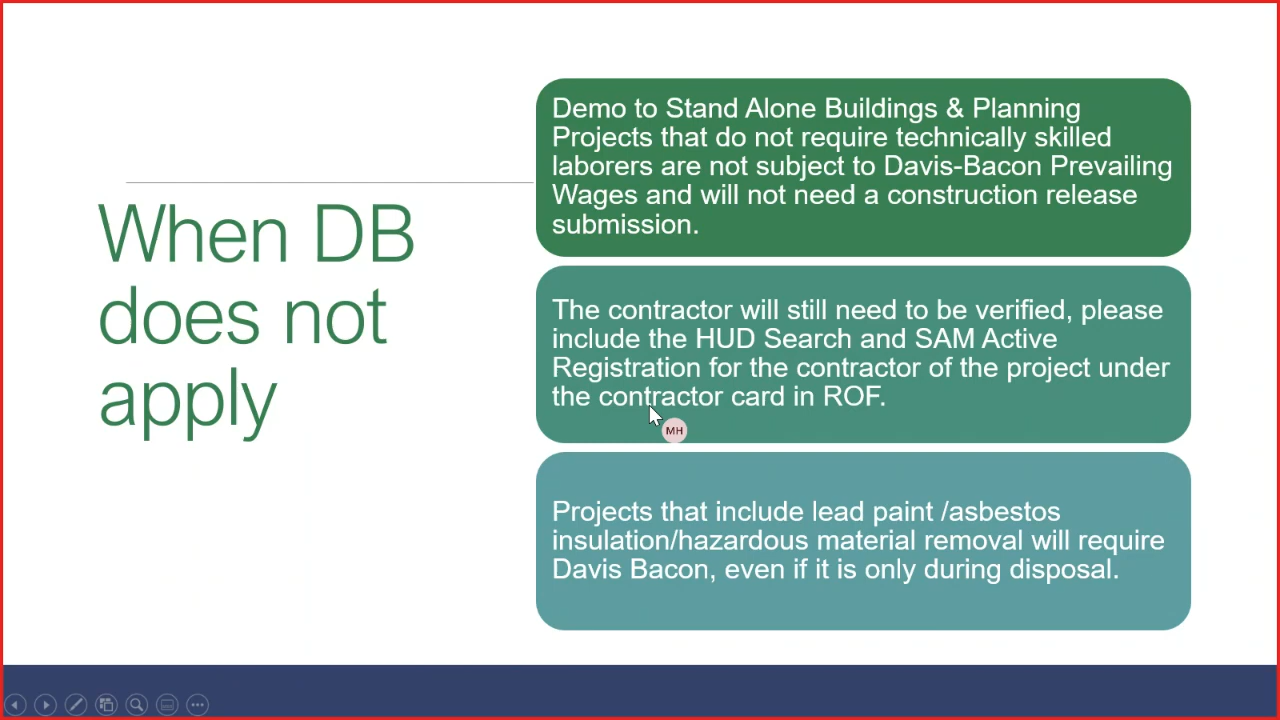 When DB
does not
apply
Demo to Stand Alone Buildings & Planning
Projects that do not require technically skilled
laborers are not subject to Davis-Bacon Prevailing
Wages and will not need a construction release
submission.
The contractor will still need to be verified, please
include the HUD Search and SAM Active
Registration for the contractor of the project under
the contractor card in ROF.
MH
Projects that include lead paint /asbestos
insulation/hazardous material removal will require
Davis Bacon, even if it is only during disposal.